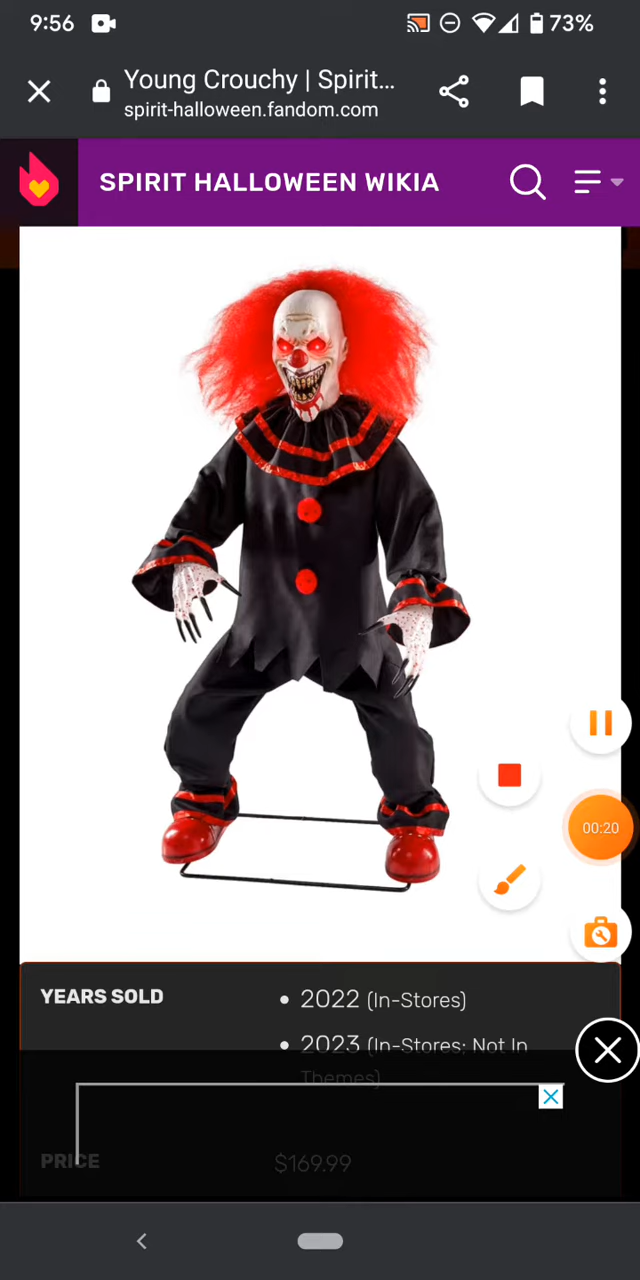 9:56 73%
Young Crouchy | Spirit...
spirit-halloween.fandom.com
SPIRIT HALLOWEEN WIKIA
YEARS SOLD
• 2022 (In-Stores)
• 2023 (In-Stores; Not In
Themes)
00:20
PRICE $169.99